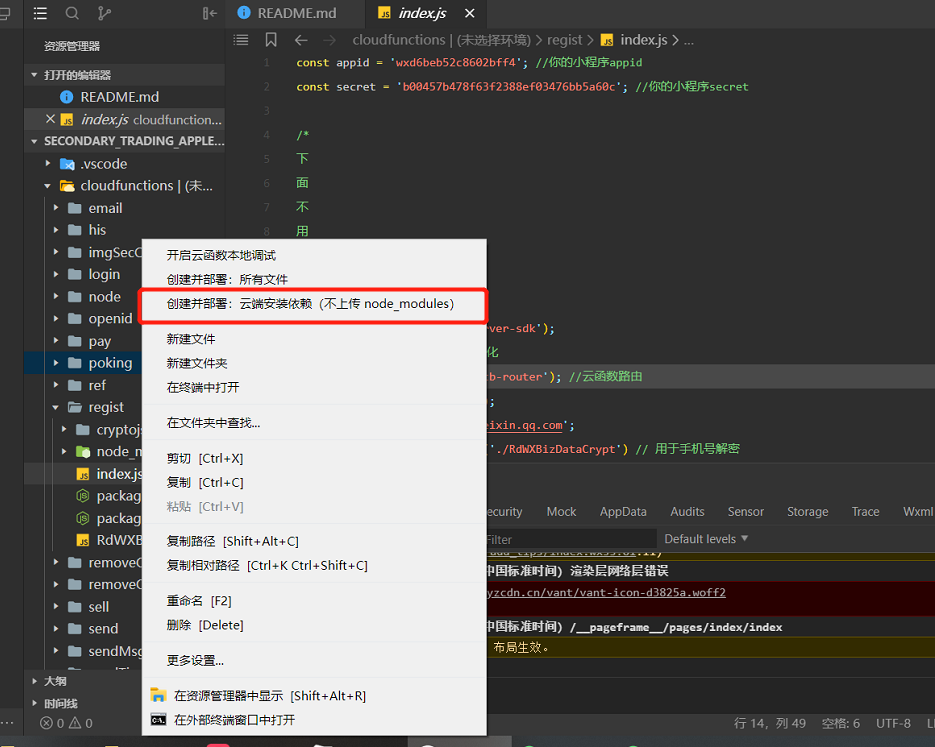 README.md
index.js
资源管理器
打开的编辑器
README.md
index.js cloudfunction...
SECONDARY_TRADING_APPLE...
.vscode
cloudfunctions | (未...
email
his
imgSecC
login
node
openid
pay
poking
ref
regist
cryptojs
node_m
index.js
packag
packag
RdWXB
removeC
removeC
sell
send
sendMsg
大纲
时间线
0 0
cloudfunctions | (未选择环境) > regist > index.js > ...
1 const appid = 'wxd6beb52c8602bff4'; //你的小程序appid
2 const secret = 'b00457b478f63f2388ef03476bb5a60c'; //你的小程序secret
3
4 /*
5 下
6 面
7 不
8 用
ver-sdk');
化
cb-router'); //云函数路由
);
eixin.qq.com';
('./RdWXBizDataCrypt') // 用于手机号解密
开启云函数本地调试
创建并部署：所有文件
创建并部署：云端安装依赖（不上传 node_modules）
新建文件
新建文件夹
在终端中打开
在文件夹中查找...
剪切 [Ctrl+X]
复制 [Ctrl+C]
粘贴 [Ctrl+V]
复制路径 [Shift+Alt+C]
复制相对路径 [Ctrl+K Ctrl+Shift+C]
重命名 [F2]
删除 [Delete]
更多设置...
在资源管理器中显示 [Shift+Alt+R]
在外部终端窗口中打开
ecurity Mock AppData Audits Sensor Storage Trace Wxml
Filter Default levels
中国标准时间) 渲染层网络层错误
yzcdn.cn/vant/vant-icon-d3825a.woff2
中国标准时间) /__pageframe__/pages/index/index
布局生效。
行 14, 列 49 空格: 6 UTF-8 L